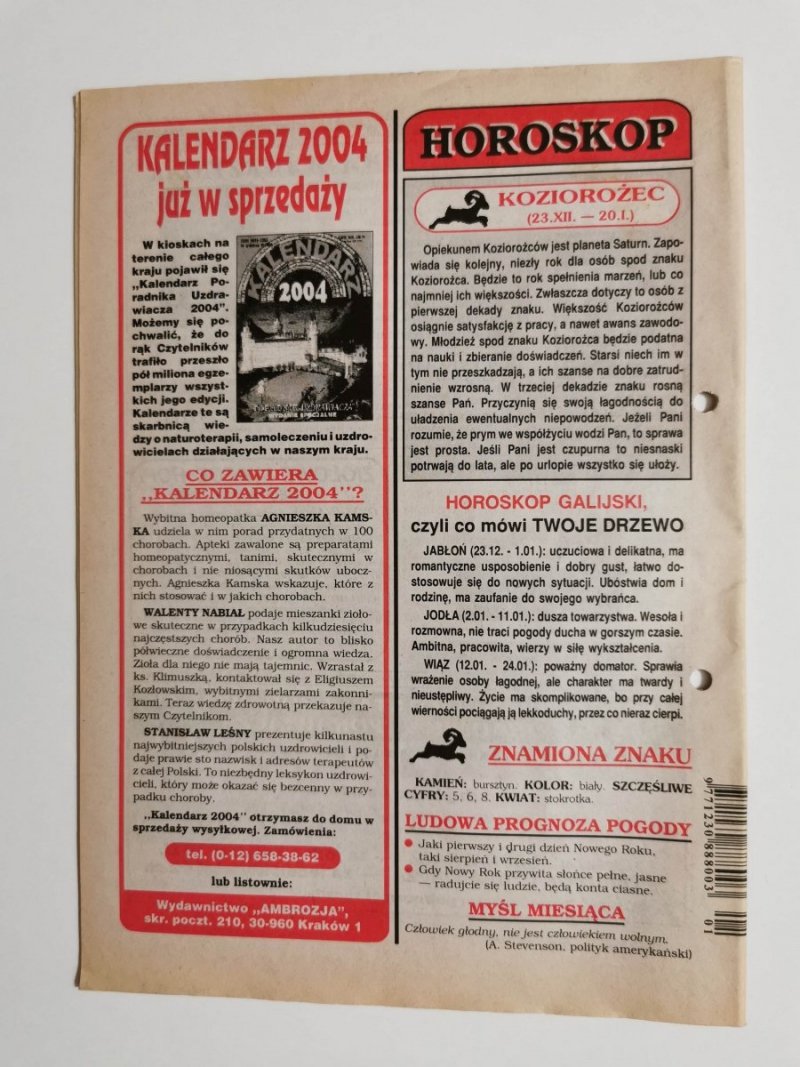 KALENDARZ 2004
już w sprzedaży
W kioskach na
terenie całego
kraju pojawił się
„Kalendarz Po-
radnika Uzdra-
wiacza 2004".
Możemy się po-
chwalić, że do
rąk Czytelników
trafiło przeszło
pół miliona egze-
mplarzy wszyst-
kich jego edycji.
Kalendarze te są
skarbnicą wie-
dzy o naturoterapii, samoleczeniu i uzdro-
wicielach działających w naszym kraju.
KALENDARZ
2004
WYDANIE SPECJALNE
CO ZAWIERA
„KALENDARZ 2004"?
Wybitna homeopatka AGNIESZKA KAMS-
KA udziela w nim porad przydatnych w 100
chorobach. Apteki zawalone są preparatami
homeopatycznym, tanimi, skutecznymi w
chorobach i nie niosącymi skutków ubocz-
nych. Agnieszka Kamska wskazuje, które z
nich stosować i w jakich chorobach.
WALENTY NABIAŁ podaje mieszanki zioło-
we skuteczne w przypadkach kilkudziesięciu
najczęstszych chorób. Nasz autor to blisko
półwieczne doświadczenie i ogromna wiedza.
Zioła dla niego nie mają tajemnic. Wzrastał z
ks. Klimuszką, kontaktował się z Eligiuszem
Kozłowskim, wybitnymi zielarzami zakonni-
kami. Teraz wiedzę zdrowotną przekazuje na-
szym Czytelnikom.
STANISŁAW LEŚNY prezentuje kilkunastu
najwybitniejszych polskich uzdrowicieli i po-
daje prawie sto nazwisk i adresów terapeutów
z całej Polski. To niezbędny leksykon uzdrowi-
cieli, który może okazać się bezcenny w przy-
padku choroby.
„Kalendarz 2004" otrzymasz do domu w
sprzedaży wysyłkowej. Zamówienia:
tel. (0-12) 658-38-62
lub listownie:
Wydawnictwo „AMBROZJA",
skr. poczt. 210, 30-960 Kraków 1
HOROSKOP
KOZIOROŻEC
(23.XII. — 20.I.)
Opiekunem Koziorożców jest planeta Saturn. Zapo-
wiada się kolejny, niezły rok dla osób spod znaku
Koziorożca. Będzie to rok spełnienia marzeń, lub co
najmniej ich większości. Zwłaszcza dotyczy to osób z
pierwszej dekady znaku. Większość Koziorożców
osiągnie satysfakcję z pracy, a nawet awans zawodo-
wy. Młodzież spod znaku Koziorożca będzie podatna
na nauki i zbieranie doświadczeń. Starsi niech im w
tym nie przeszkadzają, a ich szanse na dobre zatrud-
nienie wzrosną. W trzeciej dekadzie znaku rosną
szanse Pań. Przyczynią się swoją łagodnością do
uładzenia ewentualnych niepowodzeń. Jeżeli Pani
rozumie, że prym we współżyciu wodzi Pan, to sprawa
jest prosta. Jeśli Pani jest czupurna to niesnaski
potrwają do lata, ale po urlopie wszystko się ułoży.
HOROSKOP GALIJSKI,
czyli co mówi TWOJE DRZEWO
JABŁOŃ (23.12. - 1.01.): uczuciowa i delikatna, ma
romantyczne usposobienie i dobry gust, łatwo do-
stosowuje się do nowych sytuacji. Ubóstwia dom i
rodzinę, ma zaufanie do swojego wybrańca.
JODŁA (2.01. - 11.01.): dusza towarzystwa. Wesoła i
rozmowna, nie traci pogody ducha w gorszym czasie.
Ambitna, pracowita, wierzy w siłę wykształcenia.
WIĄZ (12.01. - 24.01.): poważny domator. Sprawia
wrażenie osoby łagodnej, ale charakter ma twardy i
nieustępliwy. Życie ma skomplikowane, bo przy całej
wierności pociągają ją lekkoduchy, przez co nieraz cierpi.
ZNAMIONA ZNAKU
KAMIEŃ: bursztyn. KOLOR: biały. SZCZĘŚLIWE
CYFRY: 5, 6, 8. KWIAT: stokrotka.
LUDOWA PROGNOZA POGODY
● Jaki pierwszy i drugi dzień Nowego Roku,
taki sierpień i wrzesień.
● Gdy Nowy Rok przywita słońce pełne, jasne
— radujcie się ludzie, będą konta ciasne.
MYŚL MIESIĄCA
Człowiek głodny, nie jest człowiekiem wolnym.
(A. Stevenson, polityk amerykański)
9 771230 888003
01